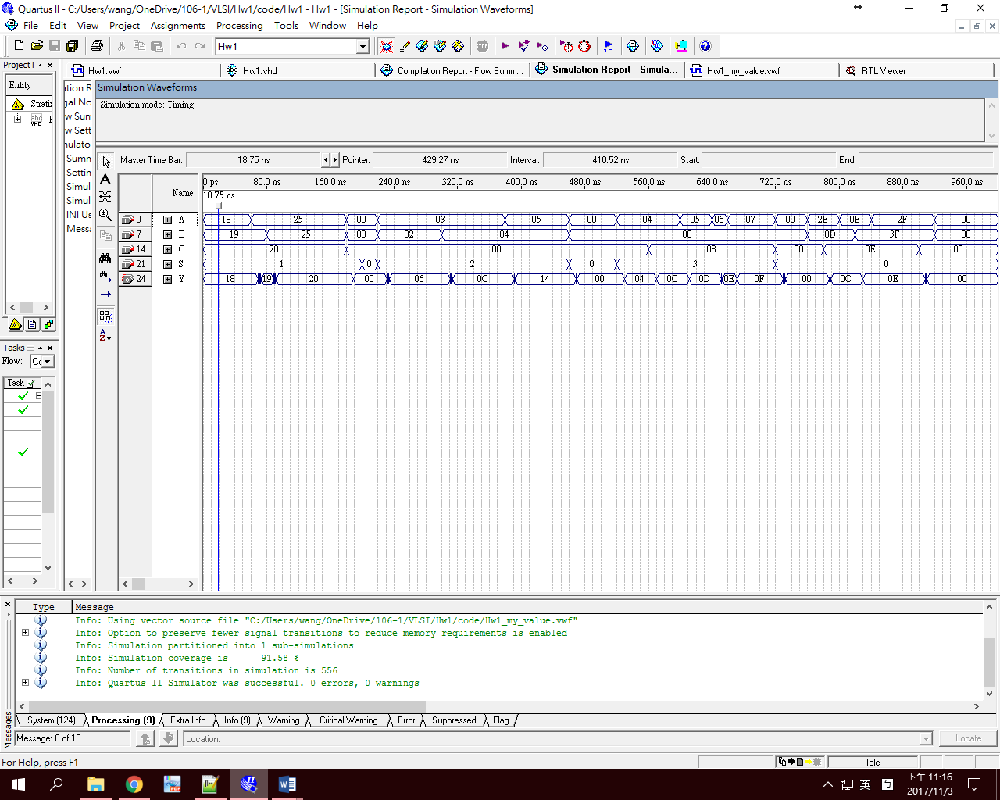 Quartus II - C:/Users/wang/OneDrive/106-1/VLSI/Hw1/code/Hw1 - Hw1 - [Simulation Report - Simulation Waveforms]
File Edit View Project Assignments Processing Tools Window Help
Hw1
Project N
Hw1.vwf
Hw1.vhd
Compilation Report - Flow Summ...
Simulation Report - Simula...
Hw1_my_value.vwf
RTL Viewer
Entity
Stratix
abc
VHD
Simulation Waveforms
Simulation mode: Timing
Summ
Settin
Simul
Simul
INI Us
Messa
Master Time Bar: 18.75 ns Pointer: 429.27 ns Interval: 410.52 ns Start: End:
Name
0 ps 80.0 ns 160.0 ns 240.0 ns 320.0 ns 400.0 ns 480.0 ns 560.0 ns 640.0 ns 720.0 ns 800.0 ns 880.0 ns 960.0 ns
18.75 ns
0 A 18 25 00 03 05 00 04 05 06 07 00 2E 0E 2F 00
7 B 19 25 00 02 04 00 0D 3F 00
14 C 20 00 08 00 0E 00
21 S 1 0 2 0 3 0
24 Y 18 19 20 00 06 0C 14 00 04 0C 0D 0E 0F 00 0C 0E 00
Tasks
Flow: Co
Task
Type Message
Info: Using vector source file "C:/Users/wang/OneDrive/106-1/VLSI/Hw1/code/Hw1_my_value.vwf"
Info: Option to preserve fewer signal transitions to reduce memory requirements is enabled
Info: Simulation partitioned into 1 sub-simulations
Info: Simulation coverage is 91.58 %
Info: Number of transitions in simulation is 556
Info: Quartus II Simulator was successful. 0 errors, 0 warnings
Messages
System (124) Processing (9) Extra Info Info (9) Warning Critical Warning Error Suppressed Flag
Message: 0 of 16
Location:
Locate
For Help, press F1
Idle
英
下午 11:16
2017/11/3